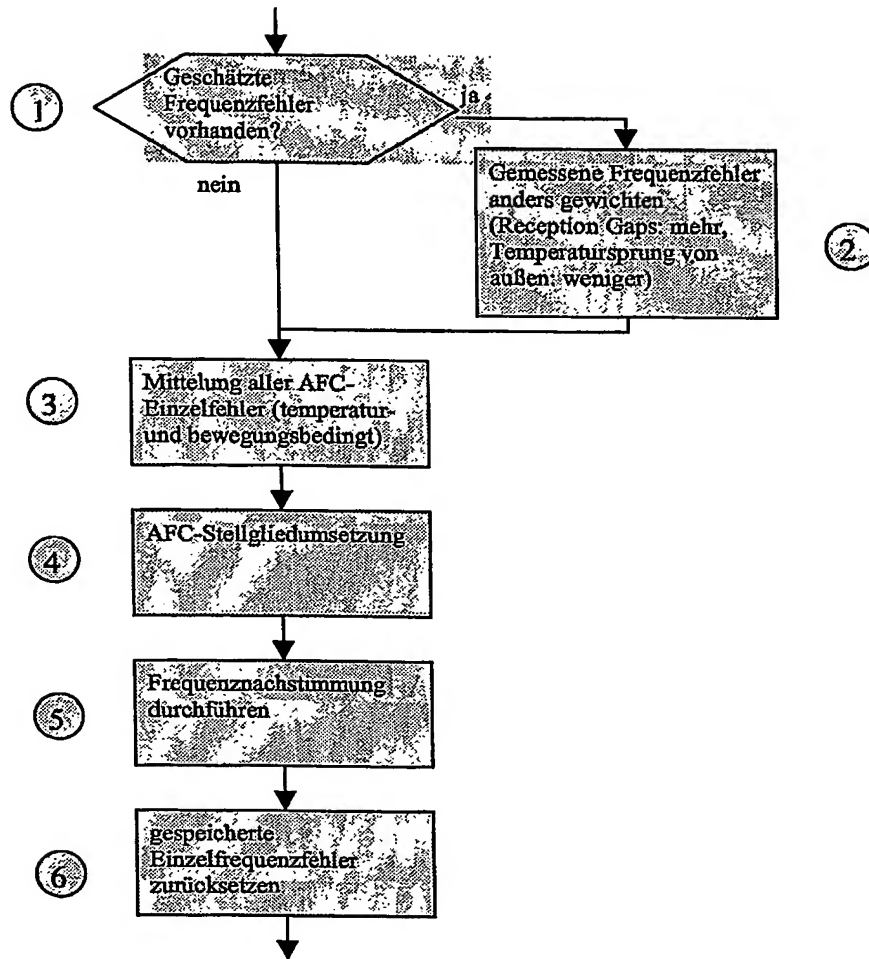 1
Geschätzte
Frequenzfehler
vorhanden?
ja
nein
Gemessene Frequenzfehler
anders gewichten
(Reception Gaps: mehr,
Temperatursprung von
außen: weniger)
2
3
Mittelung aller AFC-
Einzelfehler (temperatur-
und bewegungsbedingt)
4
AFC-Stellgliedumsetzung
5
Frequenznachstimmung
durchführen
6
gespeicherte
Einzelfrequenzfehler
zurücksetzen